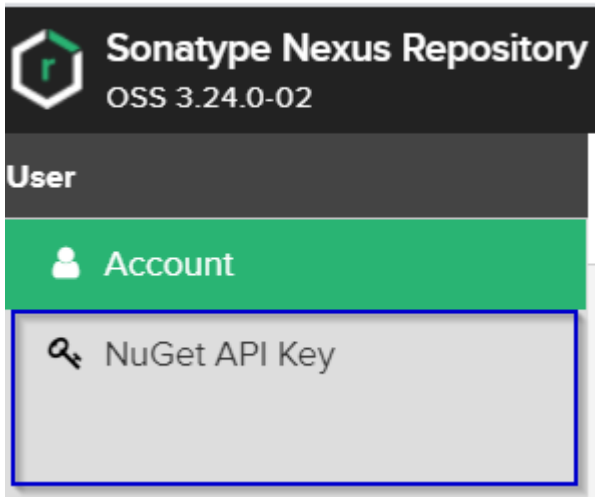 Sonatype Nexus Repository
OSS 3.24.0-02
User
Account
NuGet API Key